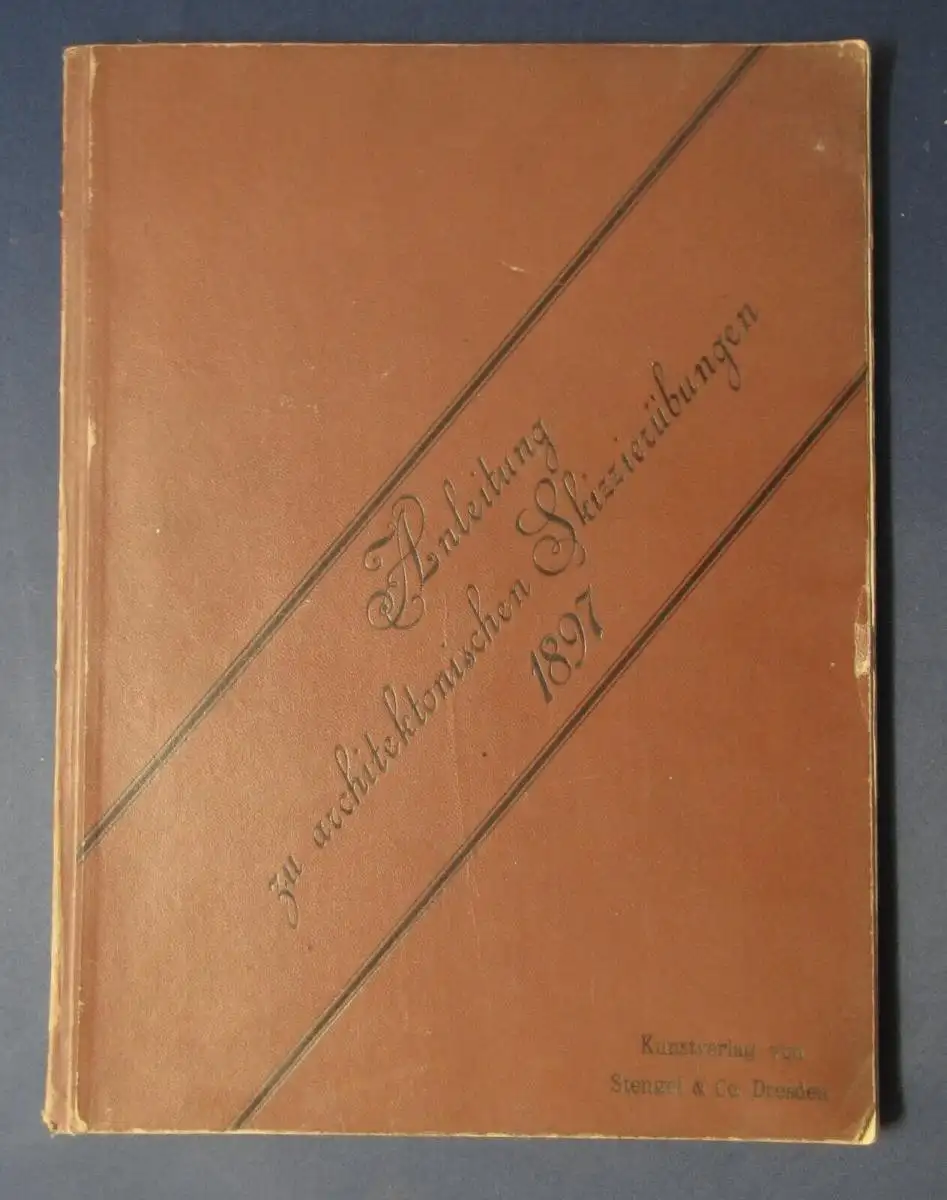 Anleitung
zu architektonischen Skizzierübungen
1897
Kunstverlag von
Stengel & Co Dresden